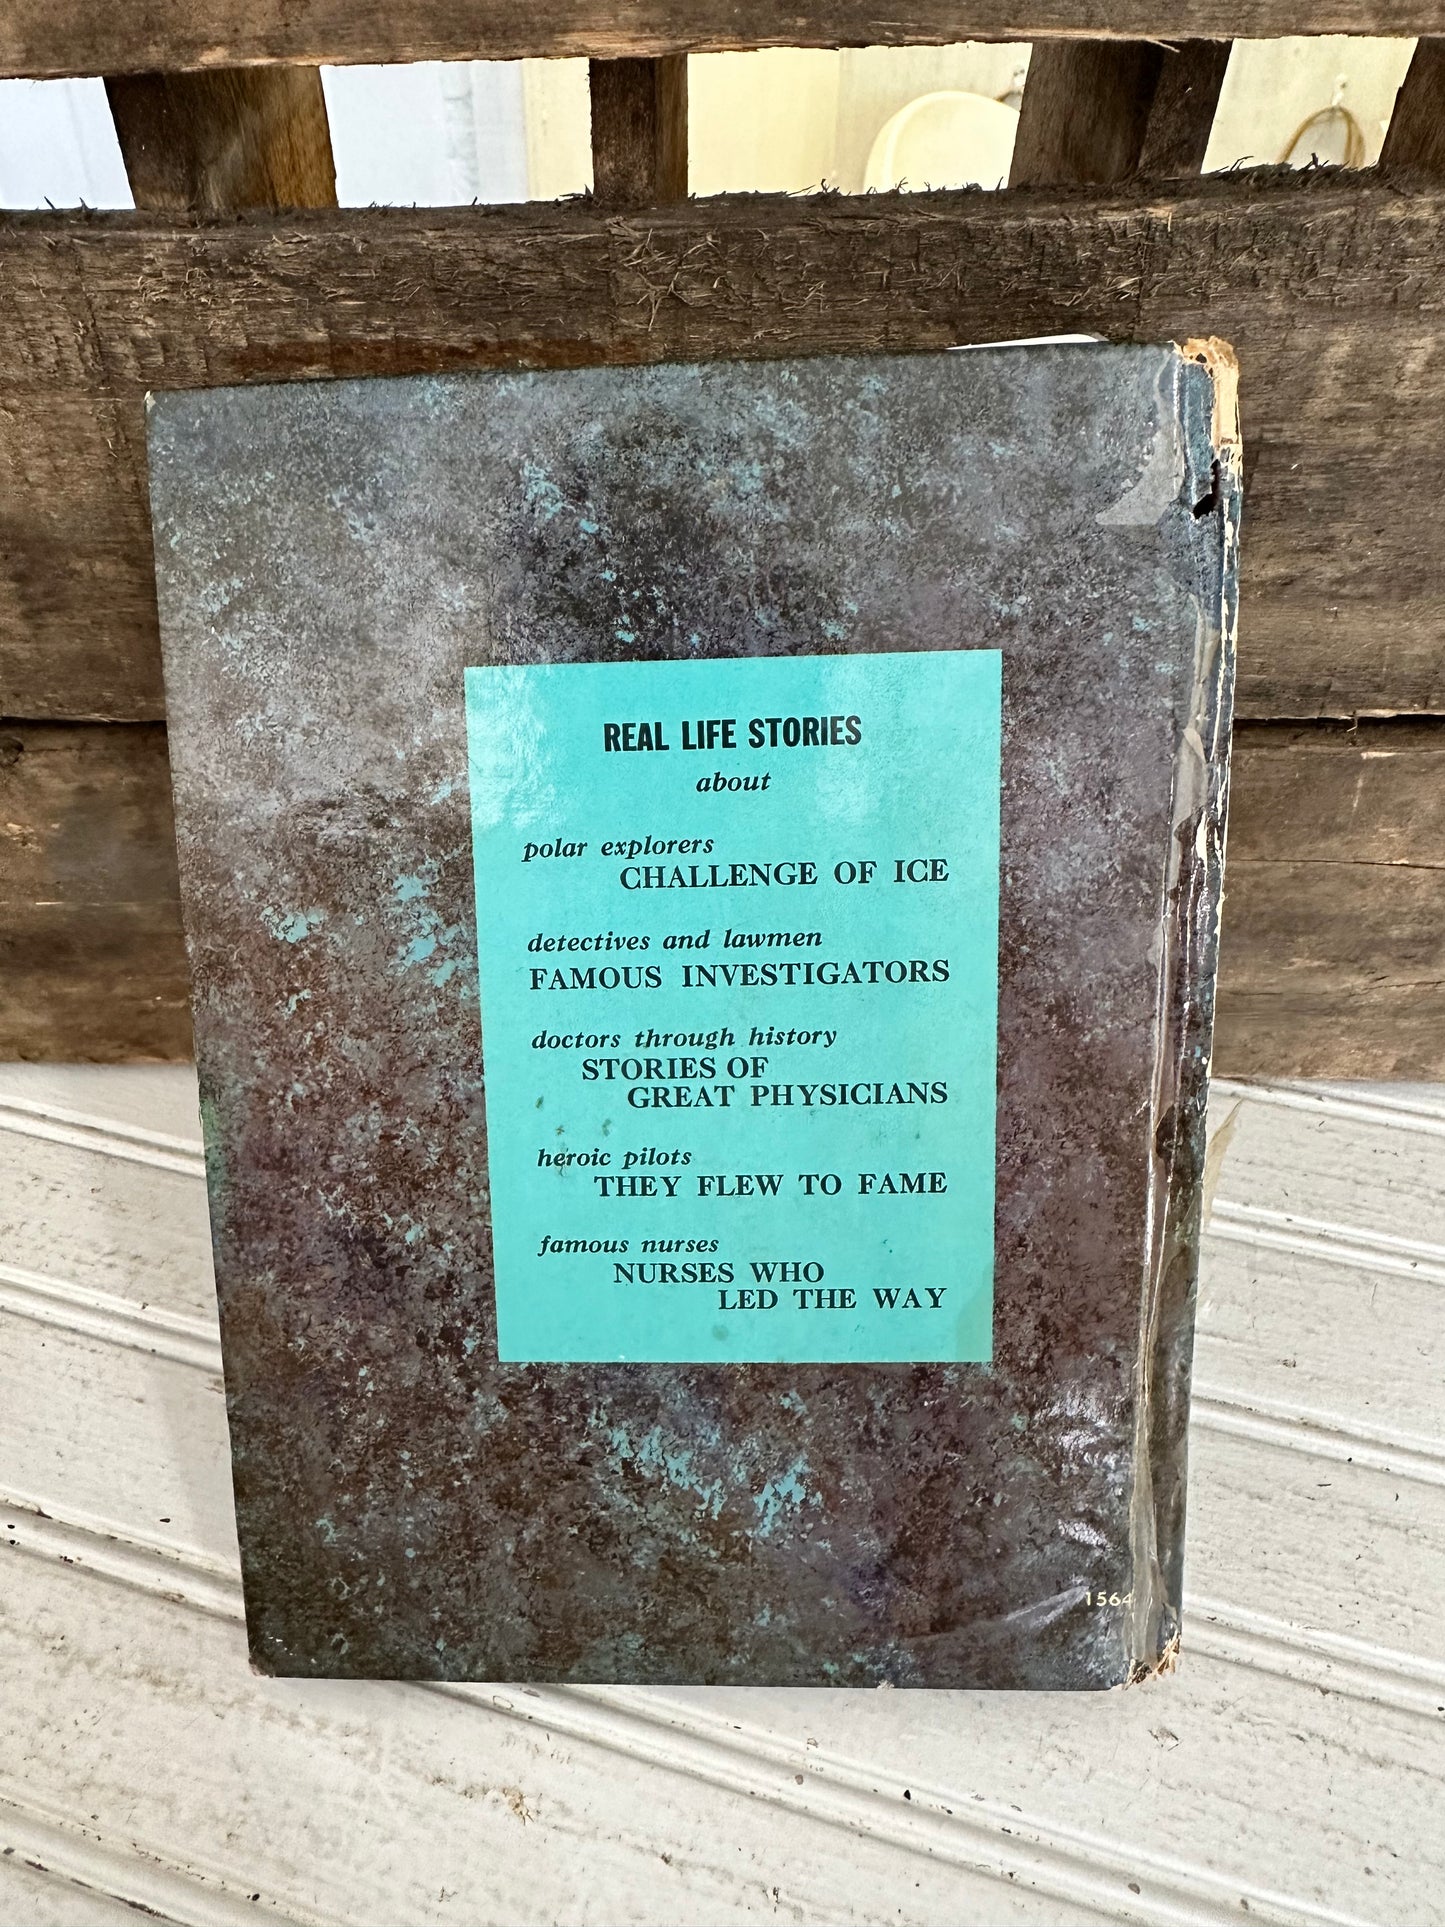 REAL LIFE STORIES
about
polar explorers
CHALLENGE OF ICE
detectives and lawmen
FAMOUS INVESTIGATORS
doctors through history
STORIES OF
GREAT PHYSICIANS
heroic pilots
THEY FLEW TO FAME
famous nurses
NURSES WHO
LED THE WAY
1564